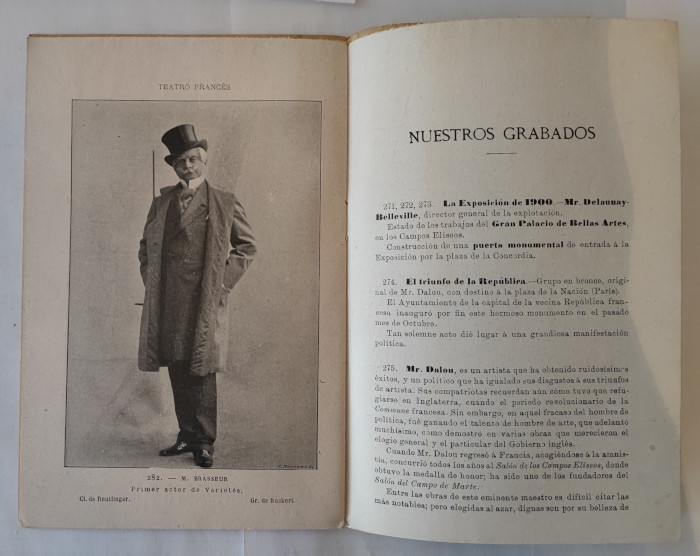 TEATRO FRANCÉS
282. — M. BRASSEUR
Primer actor de Varietés.
Cl. de Reutlinger.
Gr. de Ruckert.
NUESTROS GRABADOS
271, 272, 273. La Exposición de 1900.—Mr. Delaunay-
Belleville, director general de la explotación.
Estado de los trabajos del Gran Palacio de Bellas Artes,
en los Campos Elíseos.
Construcción de una puerta monumental de entrada á la
Exposición por la plaza de la Concordia.
274. El triunfo de la República.—Grupo en bronce, origi-
nal de Mr. Dalou, con destino á la plaza de la Nación (París).
El Ayuntamiento de la capital de la vecina República fran-
cesa inauguró por fin este hermoso monumento en el pasado
mes de Octubre.
Tan solemne acto dió lugar á una grandiosa manifestación
política.
275. Mr. Dalou, es un artista que ha obtenido ruidosísimos
éxitos, y un político que ha igualado sus disgustos á sus triunfos
de artista. Sus compatriotas recuerdan aún cómo tuvo que refu-
giarse en Inglaterra, cuando el período revolucionario de la
Commune francesa. Sin embargo, en aquel fracaso del hombre de
política, fué ganando el talento de hombre de arte, que adelantó
muchísimo, como demostró en varias obras que merecieron el
elogio general y el particular del Gobierno inglés.
Cuando Mr. Dalou regresó á Francia, acogiéndose á la amnis-
tía, concurrió todos los años al Salón de los Campos Elíseos, donde
obtuvo la medalla de honor; ha sido uno de los fundadores del
Salón del Campo de Marte.
Entre las obras de este eminente maestro es difícil citar las
más notables; pero elegidas al azar, dignas son por su belleza de